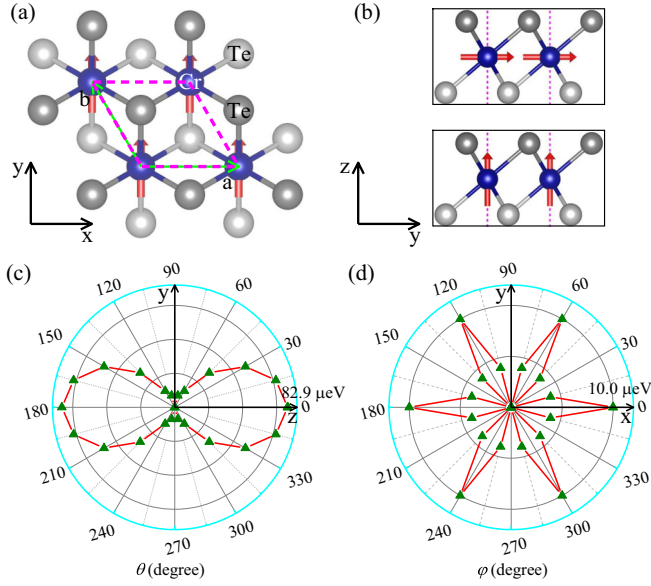 (a)
Te
Cr
b
Te
a
y
x
(b)
z
y
(c)
90
120
60
y
150
30
82.9 μeV
180
0
z
210
330
240
300
270
θ (degree)
(d)
90
120
60
y
150
30
10.0 μeV
180
0
x
210
330
240
300
270
φ (degree)